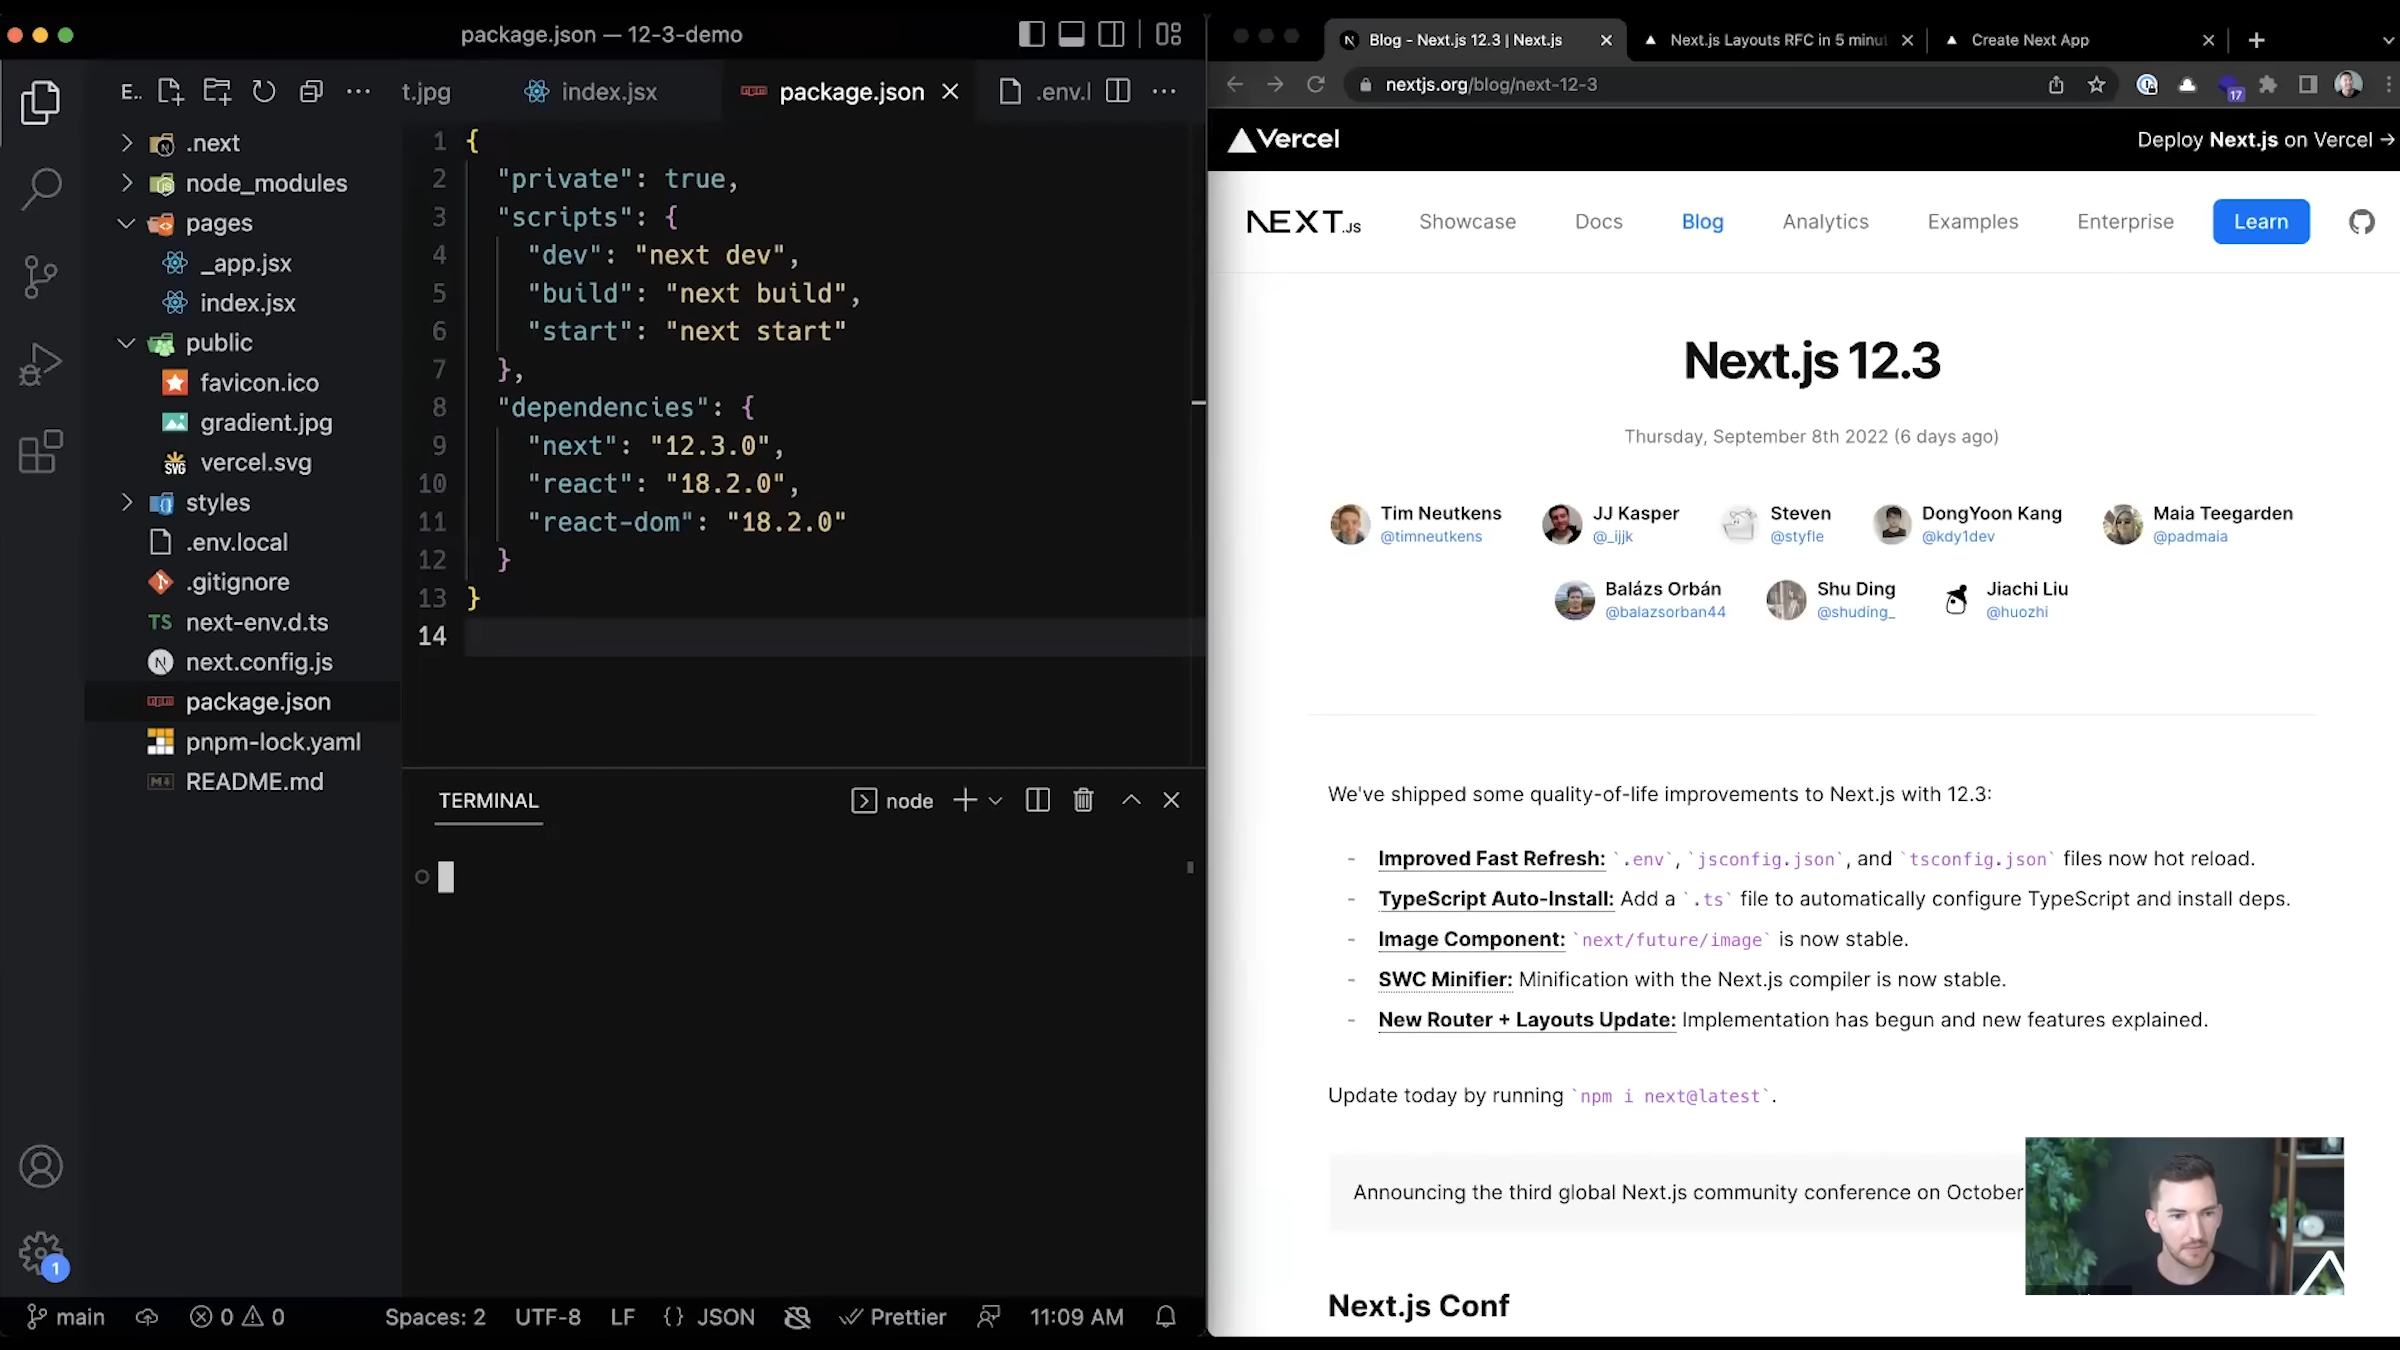 package.json — 12-3-demo
E..
t.jpg
index.jsx
package.json
.env.l
.next
node_modules
pages
_app.jsx
index.jsx
public
favicon.ico
gradient.jpg
SVG
vercel.svg
styles
.env.local
.gitignore
TS next-env.d.ts
N next.config.js
package.json
pnpm-lock.yaml
README.md
1 {
2 "private": true,
3 "scripts": {
4 "dev": "next dev",
5 "build": "next build",
6 "start": "next start"
7 },
8 "dependencies": {
9 "next": "12.3.0",
10 "react": "18.2.0",
11 "react-dom": "18.2.0"
12 }
13 }
14
TERMINAL
node
1
main
0 0
Spaces: 2
UTF-8
LF
{} JSON
Prettier
11:09 AM
Blog - Next.js 12.3 | Next.js
Next.js Layouts RFC in 5 minut
Create Next App
nextjs.org/blog/next-12-3
17
Vercel
Deploy Next.js on Vercel →
NEXT.JS
Showcase
Docs
Blog
Analytics
Examples
Enterprise
Learn
Next.js 12.3
Thursday, September 8th 2022 (6 days ago)
Tim Neutkens
@timneutkens
JJ Kasper
@_ijjk
Steven
@styfle
DongYoon Kang
@kdy1dev
Maia Teegarden
@padmaia
Balázs Orbán
@balazsorban44
Shu Ding
@shuding_
Jiachi Liu
@huozhi
We've shipped some quality-of-life improvements to Next.js with 12.3:
- Improved Fast Refresh: `.env`, `jsconfig.json`, and `tsconfig.json` files now hot reload.
- TypeScript Auto-Install: Add a `.ts` file to automatically configure TypeScript and install deps.
- Image Component: `next/future/image` is now stable.
- SWC Minifier: Minification with the Next.js compiler is now stable.
- New Router + Layouts Update: Implementation has begun and new features explained.
Update today by running `npm i next@latest`.
Announcing the third global Next.js community conference on October
Next.js Conf